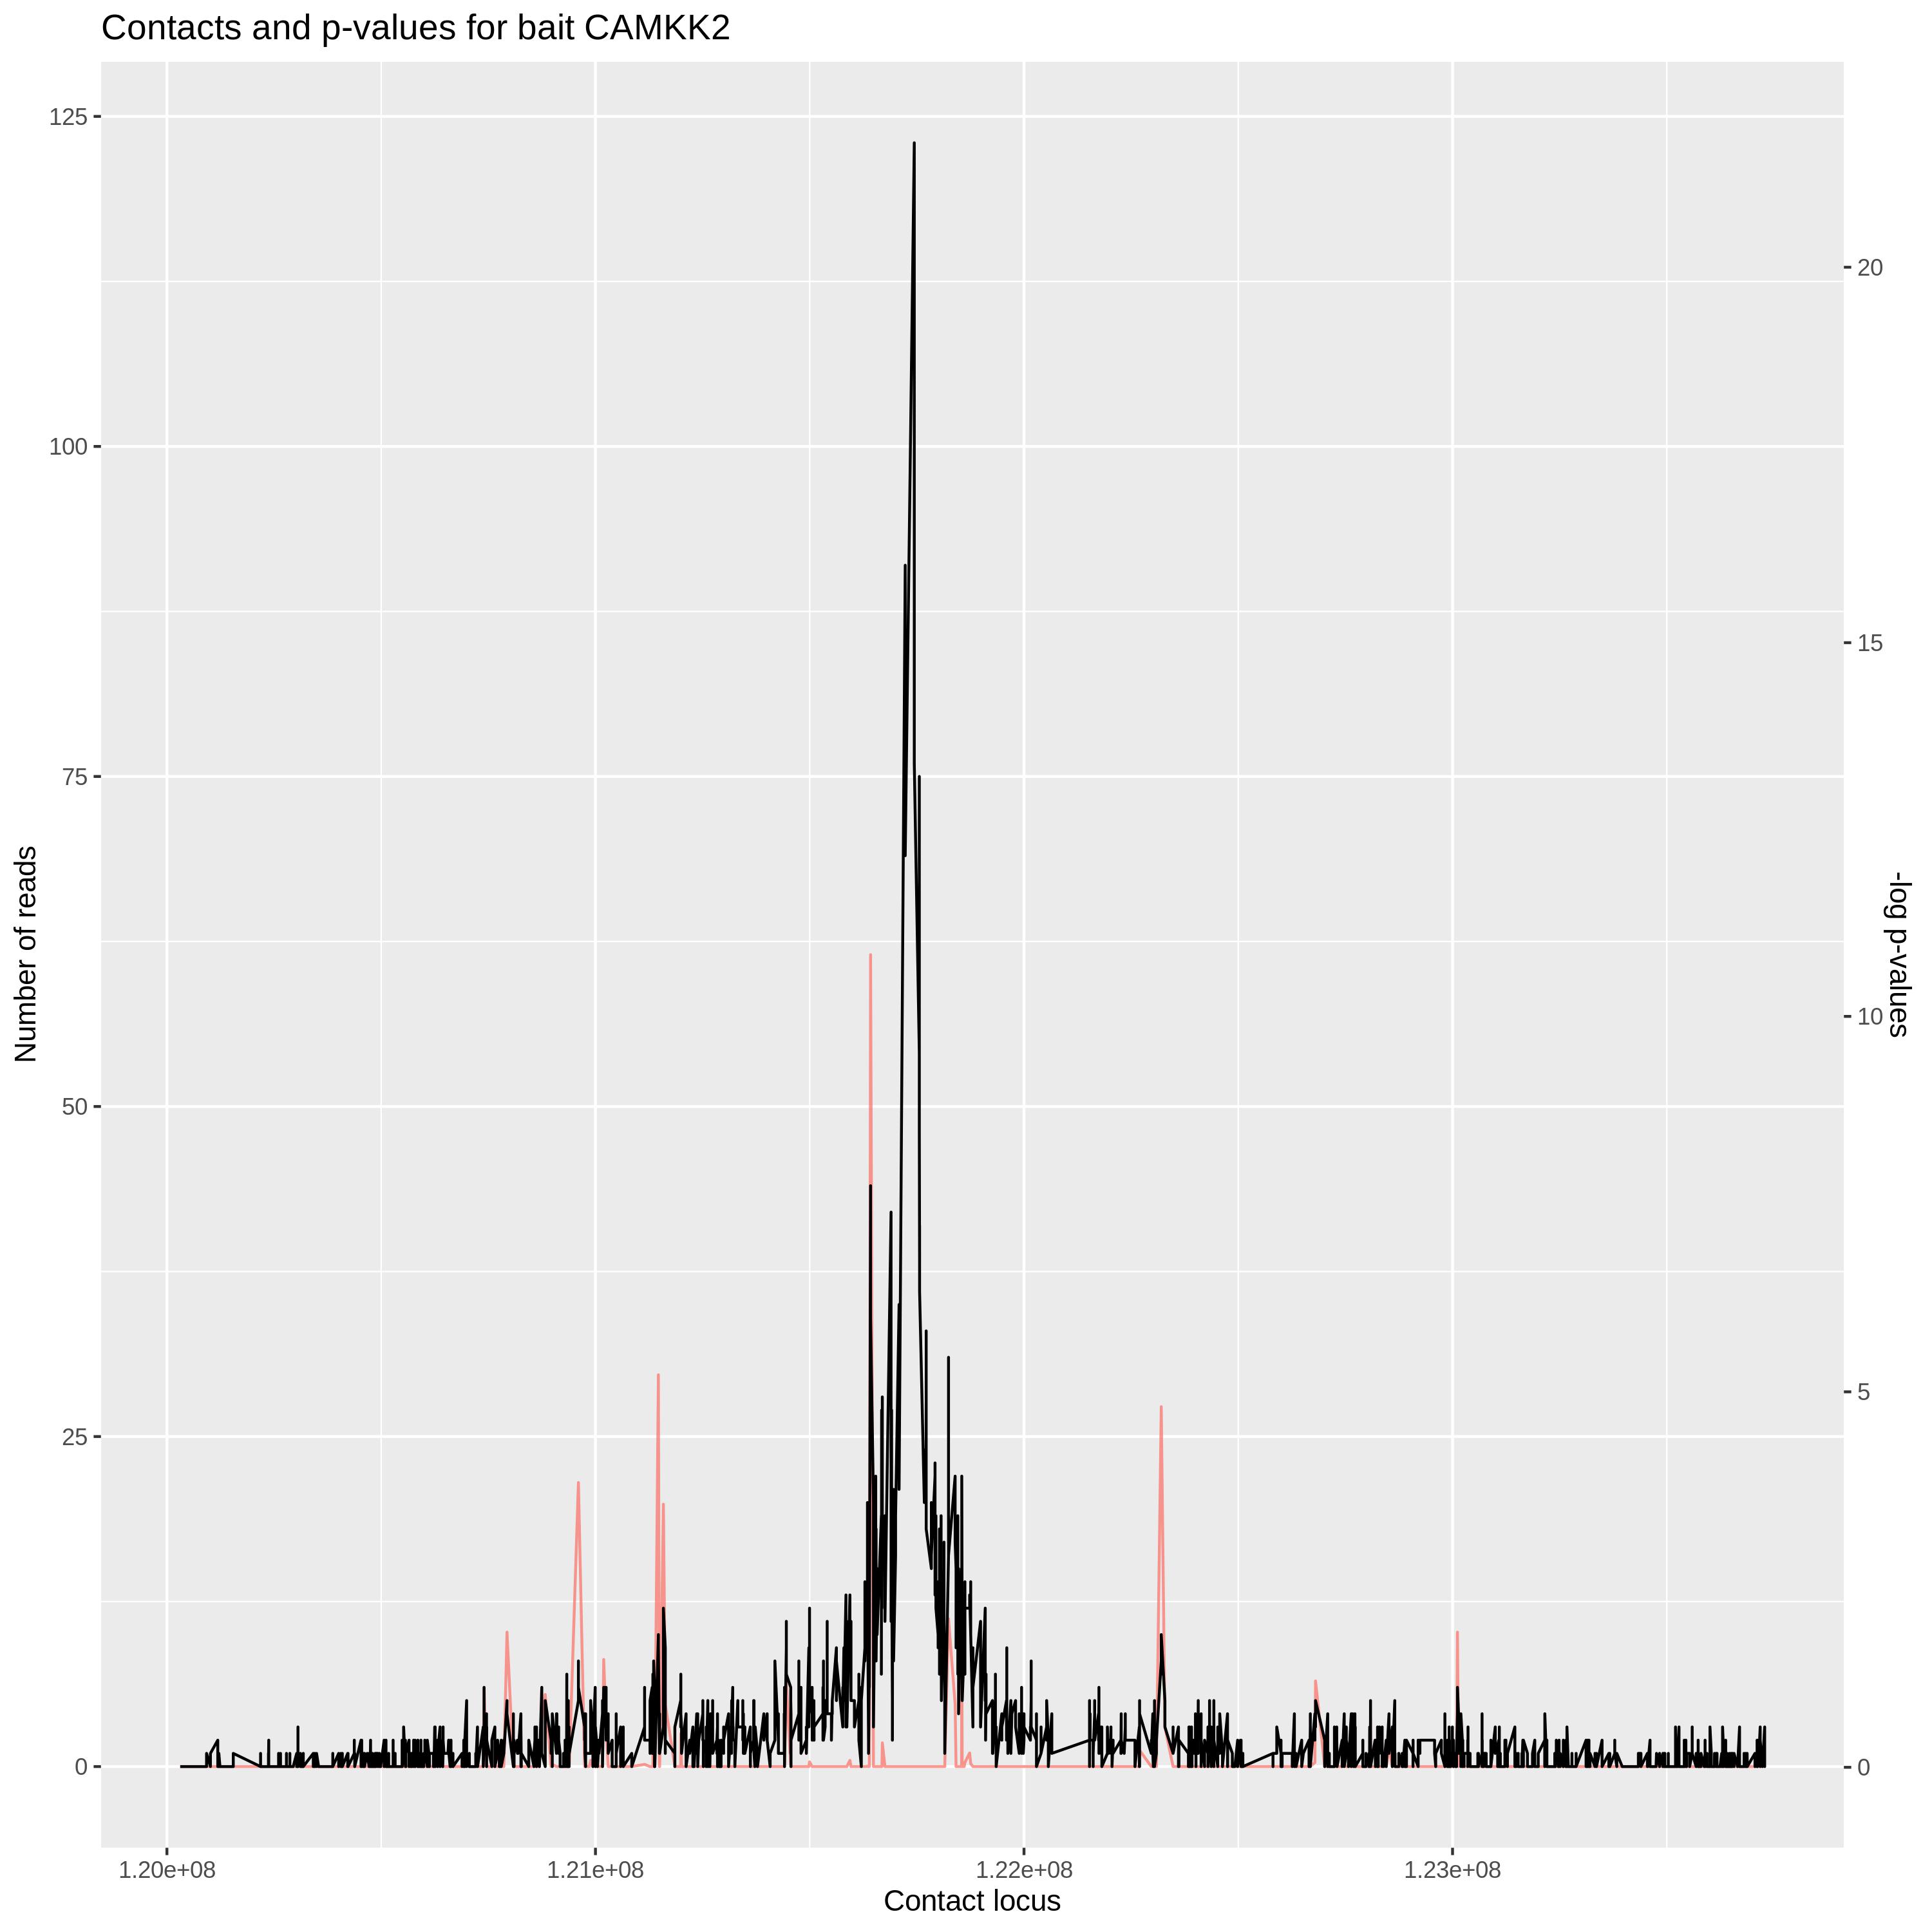 Contacts and p-values for bait CAMKK2
125
100
75
50
25
0
Number of reads
20
15
10
5
0
-log p-values
1.20e+08
1.21e+08
1.22e+08
1.23e+08
Contact locus